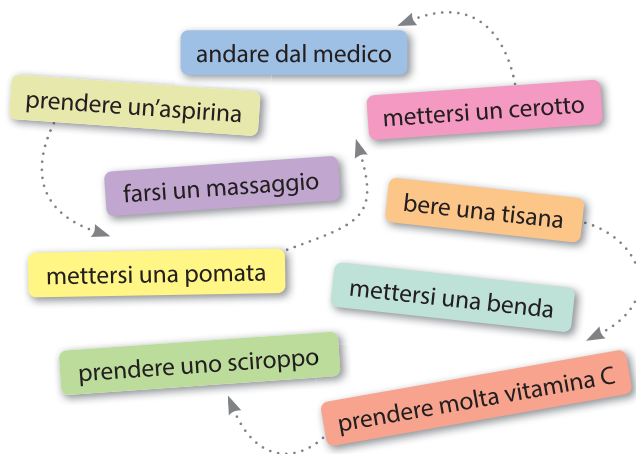 andare dal medico
prendere un’aspirina
mettersi un cerotto
farsi un massaggio
bere una tisana
mettersi una pomata
mettersi una benda
prendere uno sciroppo
prendere molta vitamina C